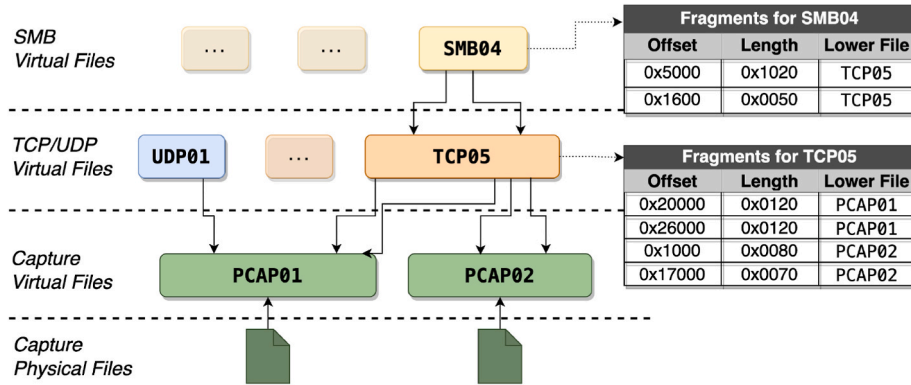 SMB
Virtual Files
...
...
SMB04
Fragments for SMB04
Offset Length Lower File
0x5000 0x1020 TCP05
0x1600 0x0050 TCP05
TCP/UDP
Virtual Files
UDP01
...
TCP05
Fragments for TCP05
Offset Length Lower File
0x20000 0x0120 PCAP01
0x26000 0x0120 PCAP01
0x1000 0x0080 PCAP02
0x17000 0x0070 PCAP02
Capture
Virtual Files
PCAP01
PCAP02
Capture
Physical Files